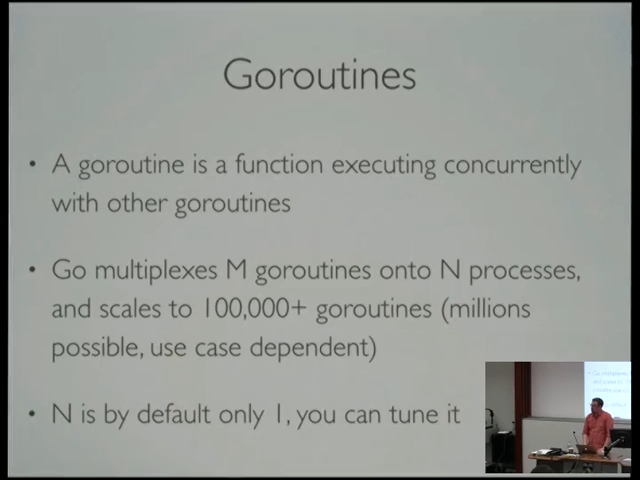 Goroutines
• A goroutine is a function executing concurrently
with other goroutines
• Go multiplexes M goroutines onto N processes,
and scales to 100,000+ goroutines (millions
possible, use case dependent)
• N is by default only 1, you can tune it